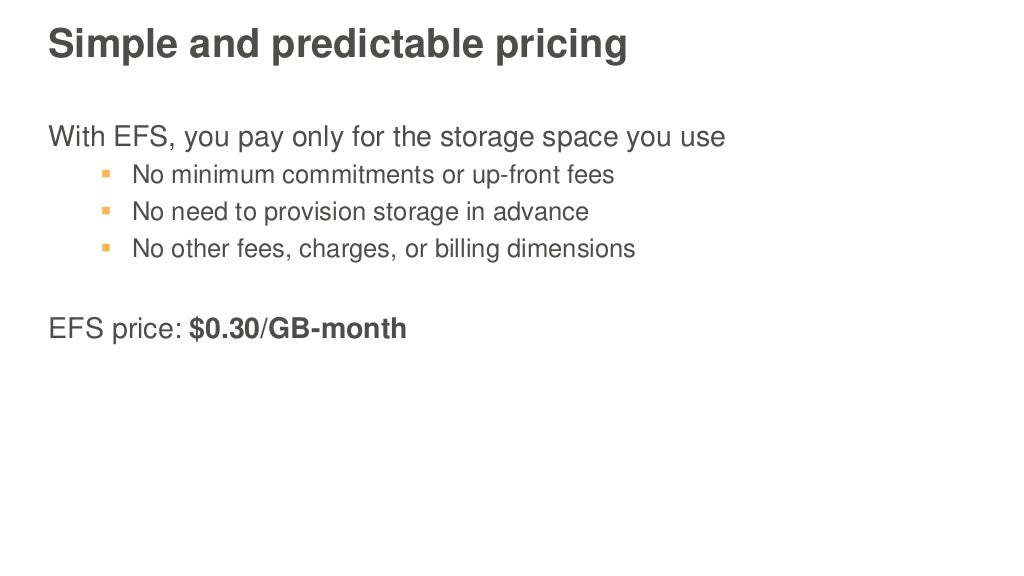 Simple and predictable pricing
With EFS, you pay only for the storage space you use
▪ No minimum commitments or up-front fees
▪ No need to provision storage in advance
▪ No other fees, charges, or billing dimensions
EFS price: $0.30/GB-month